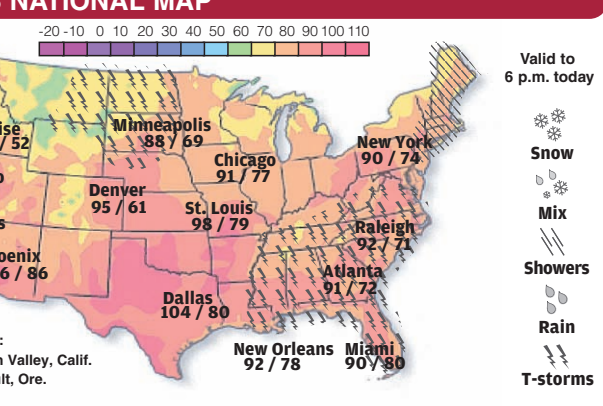 NATIONAL MAP
-20 -10 0 10 20 30 40 50 60 70 80 90 100 110
Valid to
6 p.m. today
Snow
Mix
Showers
Rain
T-storms
ise
/ 52
Minneapolis
88 / 69
New York
90 / 74
Chicago
91 / 77
Denver
95 / 61
St. Louis
98 / 79
Raleigh
92 / 71
oenix
6 / 86
Atlanta
91 / 72
Dallas
104 / 80
New Orleans
92 / 78
Miami
90 / 80
Valley, Calif.
lt, Ore.